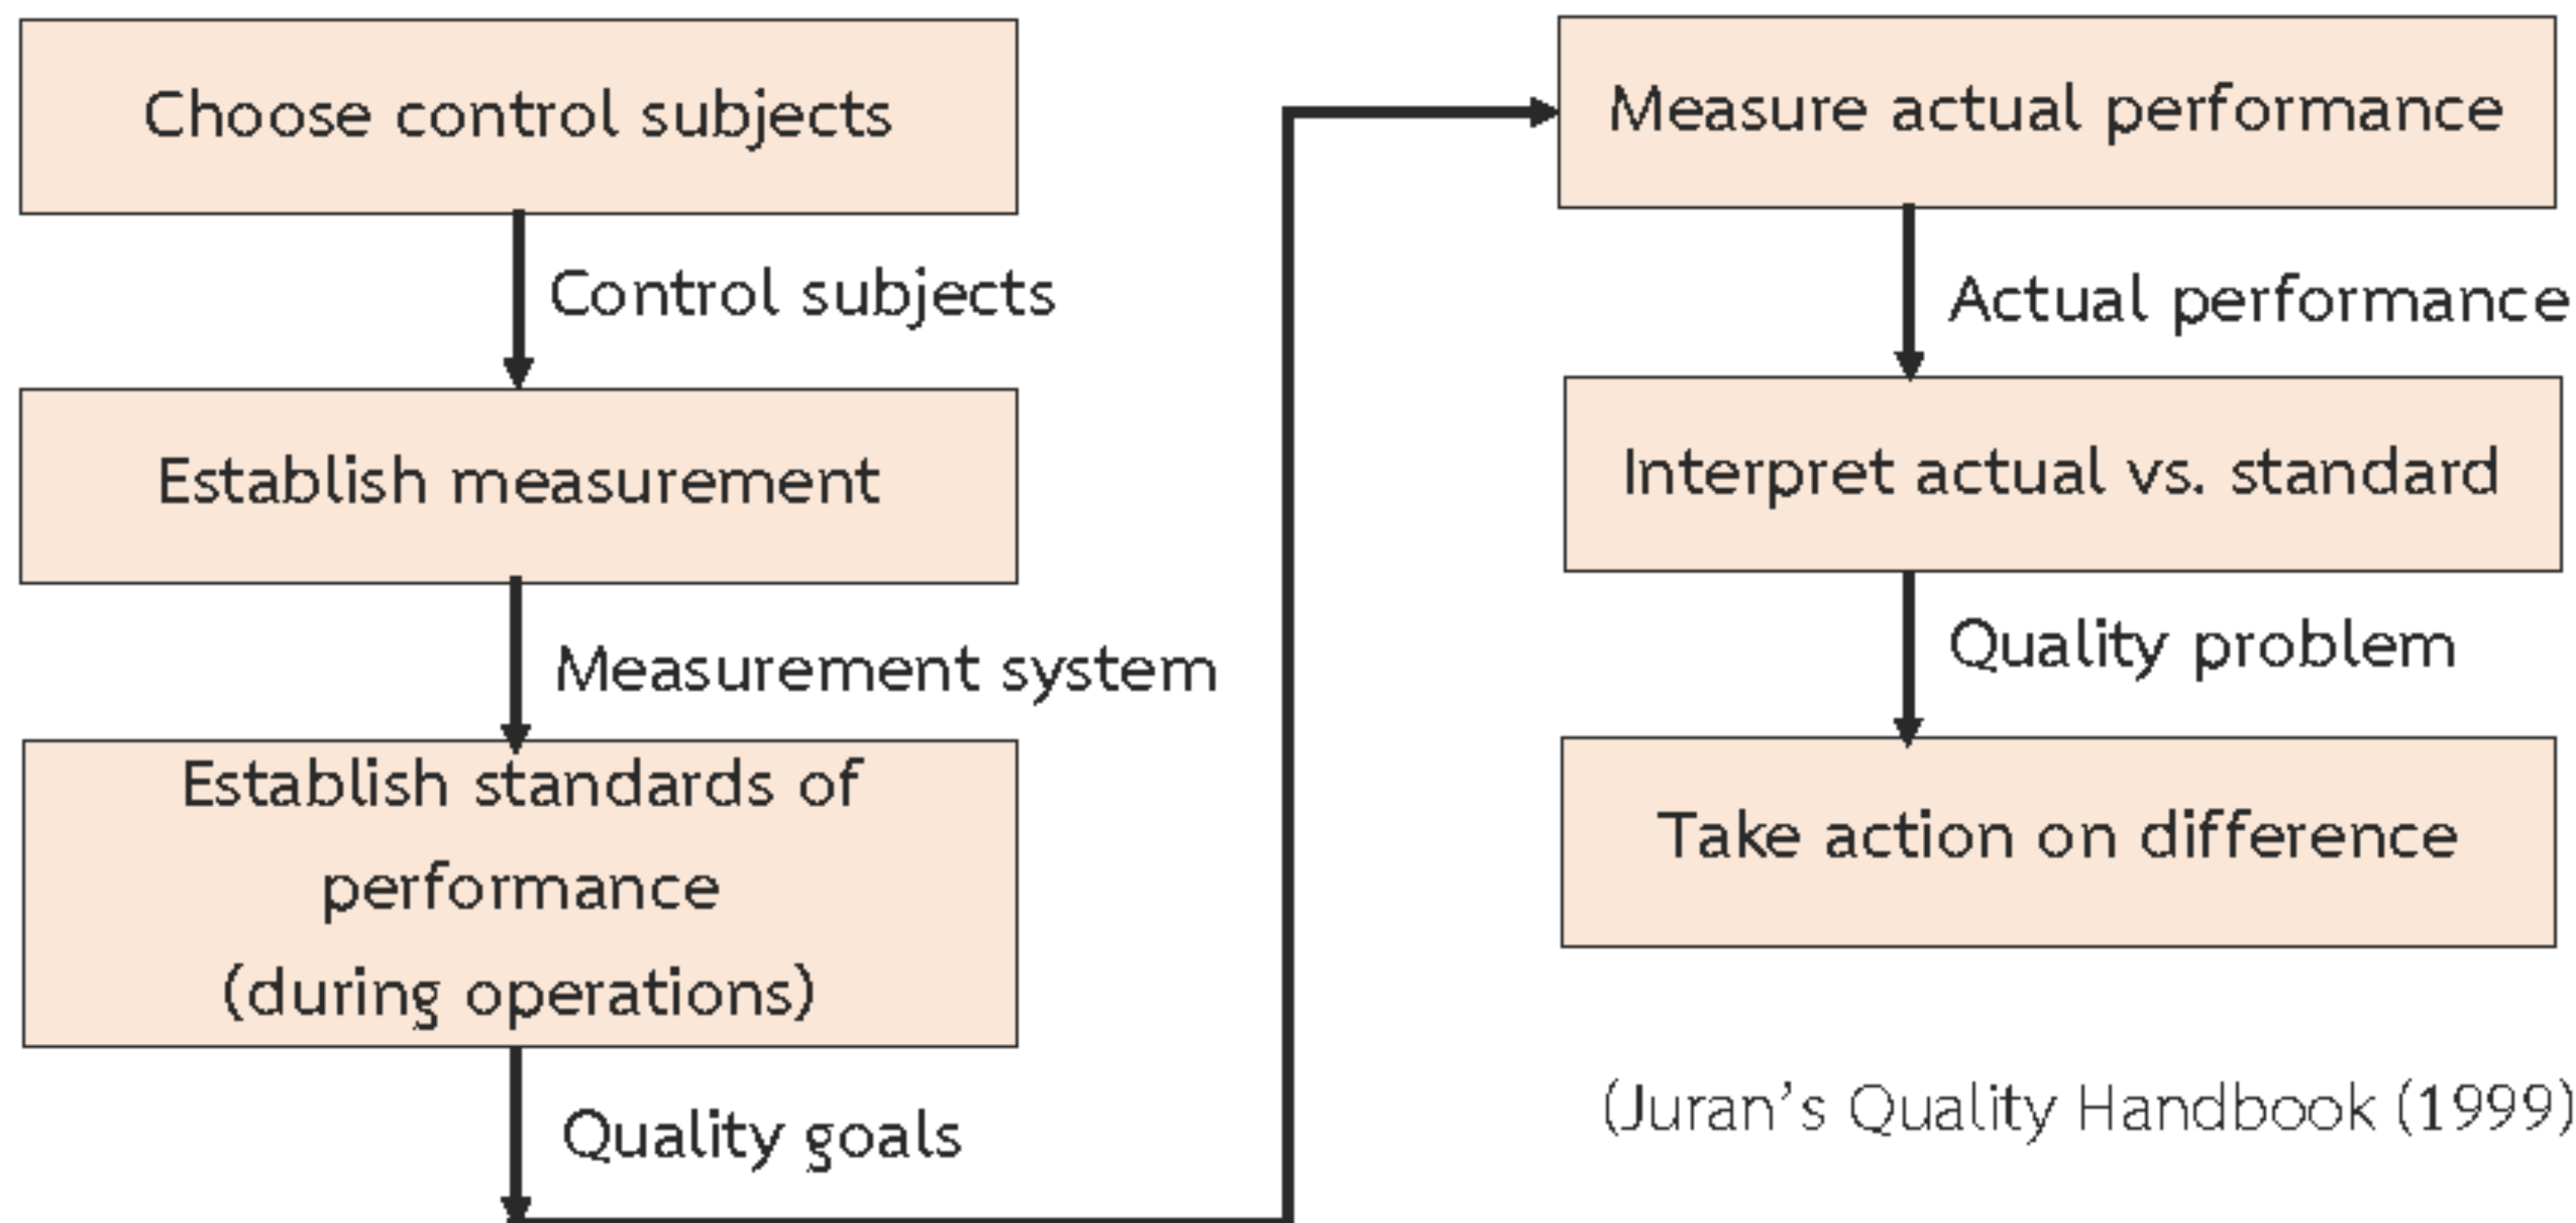 Choose control subjects
Control subjects
Establish measurement
Measurement system
Establish standards of
performance
(during operations)
Quality goals
Measure actual performance
Actual performance
Interpret actual vs. standard
Quality problem
Take action on difference
(Juran's Quality Handbook (1999)